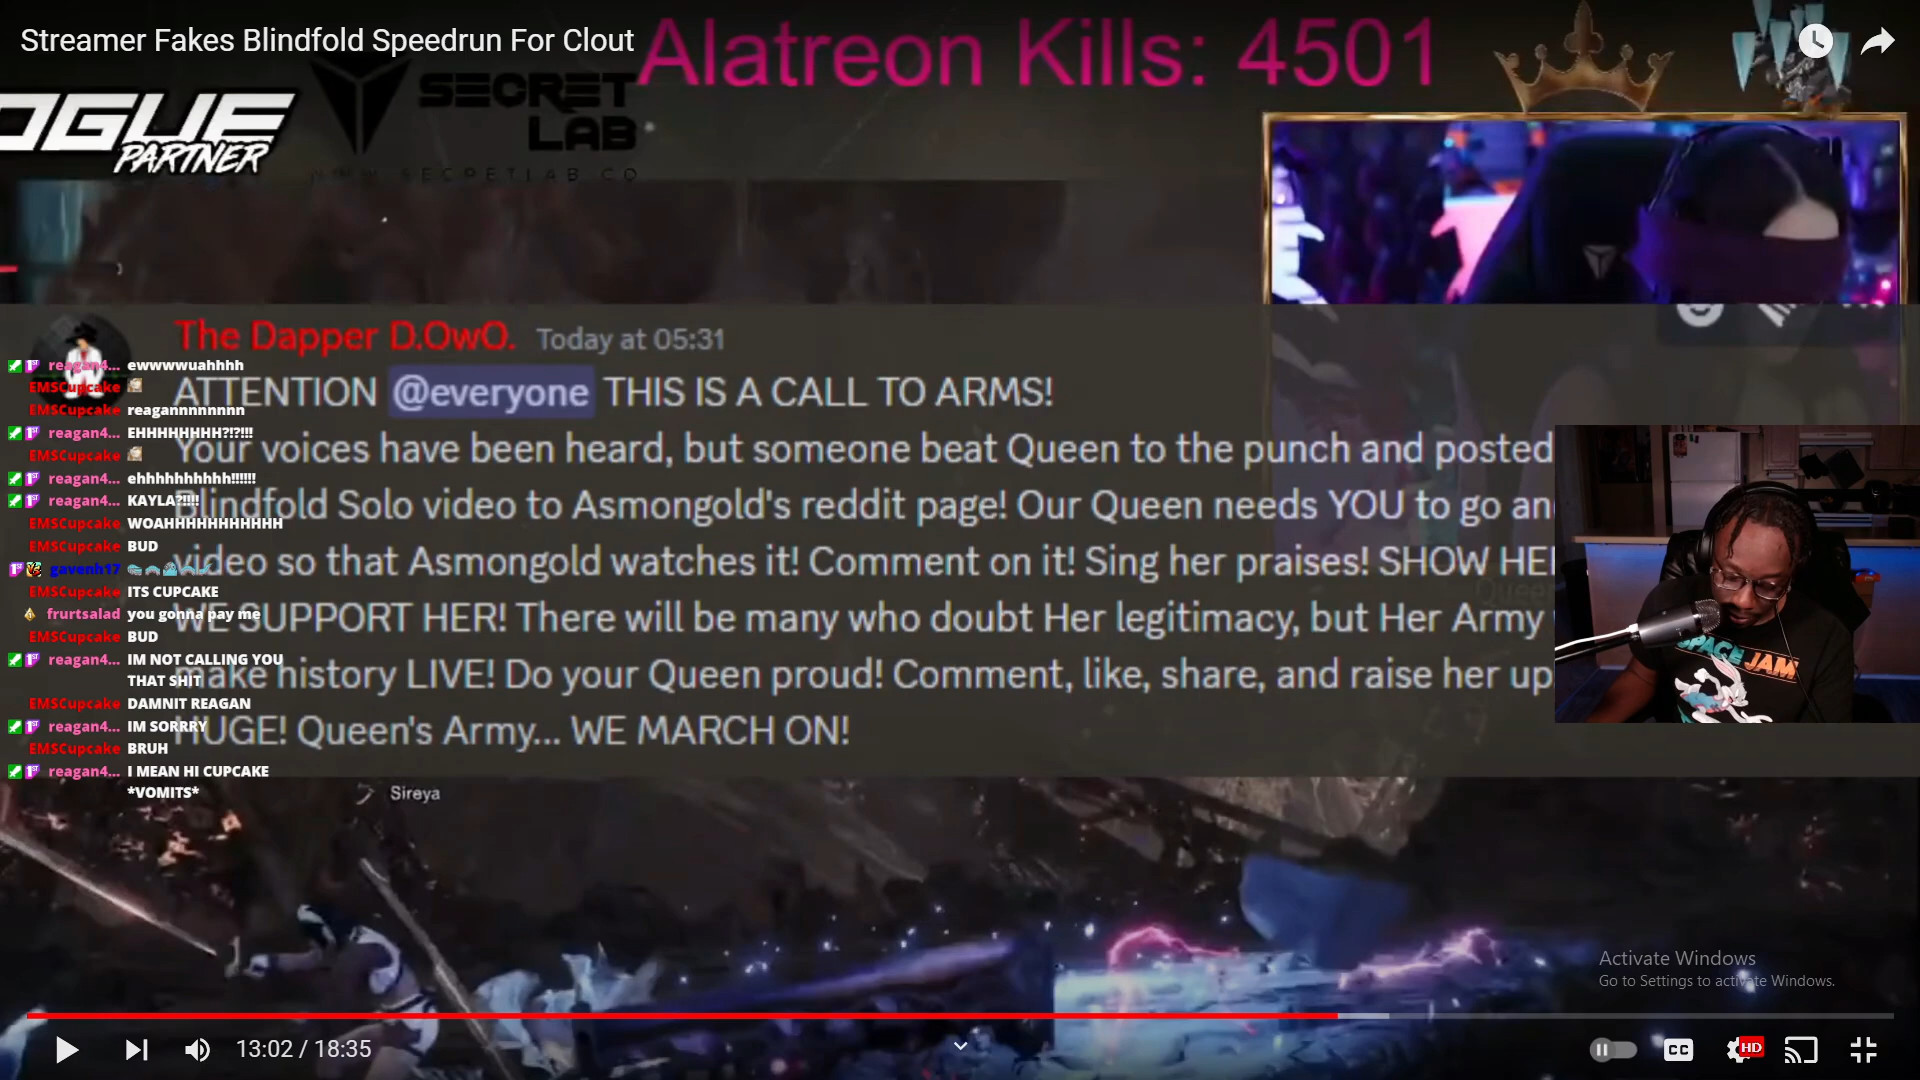 Streamer Fakes Blindfold Speedrun For Clout
Alatreon Kills: 4501
OGUE
PARTNER
SECRET
LAB
WWW.SECRETLAB.CO
The Dapper D.OwO. Today at 05:31
ATTENTION @everyone THIS IS A CALL TO ARMS!
Your voices have been heard, but someone beat Queen to the punch and posted
Blindfold Solo video to Asmongold's reddit page! Our Queen needs YOU to go an
video so that Asmongold watches it! Comment on it! Sing her praises! SHOW HE
WE SUPPORT HER! There will be many who doubt Her legitimacy, but Her Army
make history LIVE! Do your Queen proud! Comment, like, share, and raise her up
HUGE! Queen's Army... WE MARCH ON!
reagan4... ewwwwwuahhhh
EMSCupcake
EMSCupcake reagannnnnnnn
reagan4... EHHHHHHHH?!?!!!
EMSCupcake
reagan4... ehhhhhhhhhh!!!!!!
reagan4... KAYLA?!!!!
EMSCupcake WOAHHHHHHHHHHH
EMSCupcake BUD
gavenh17
EMSCupcake ITS CUPCAKE
frurtsalad you gonna pay me
EMSCupcake BUD
reagan4... IM NOT CALLING YOU
THAT SHIT
EMSCupcake DAMNIT REAGAN
reagan4... IM SORRRY
EMSCupcake BRUH
reagan4... I MEAN HI CUPCAKE
*VOMITS*
Sireya
SPACE JAM
Activate Windows
Go to Settings to activate Windows.
13:02 / 18:35
CC
HD